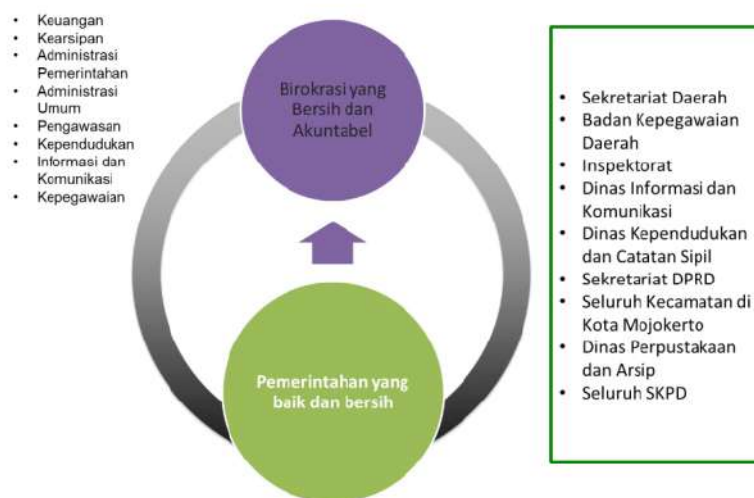 • Keuangan
• Kearsipan
• Administrasi
Pemerintahan
• Administrasi
Umum
• Pengawasan
• Kependudukan
• Informasi dan
Komunikasi
• Kepegawaian
Birokrasi yang
Bersih dan
Akuntabel
Pemerintahan yang
baik dan bersih
• Sekretariat Daerah
• Badan Kepegawaian
Daerah
• Inspektorat
• Dinas Informasi dan
Komunikasi
• Dinas Kependudukan
dan Catatan Sipil
• Sekretariat DPRD
• Seluruh Kecamatan di
Kota Mojokerto
• Dinas Perpustakaan
dan Arsip
• Seluruh SKPD